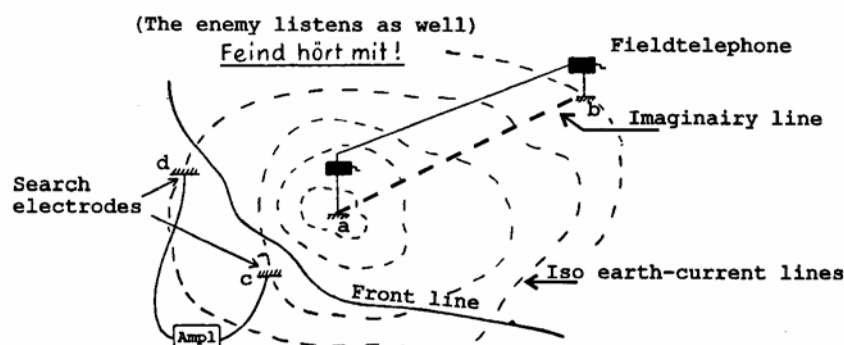 (The enemy listens as well)
Feind hört mit!
Fieldtelephone
b
Imaginairy line
d
Search
electrodes
a
c
Iso earth-current lines
Front line
Ampl